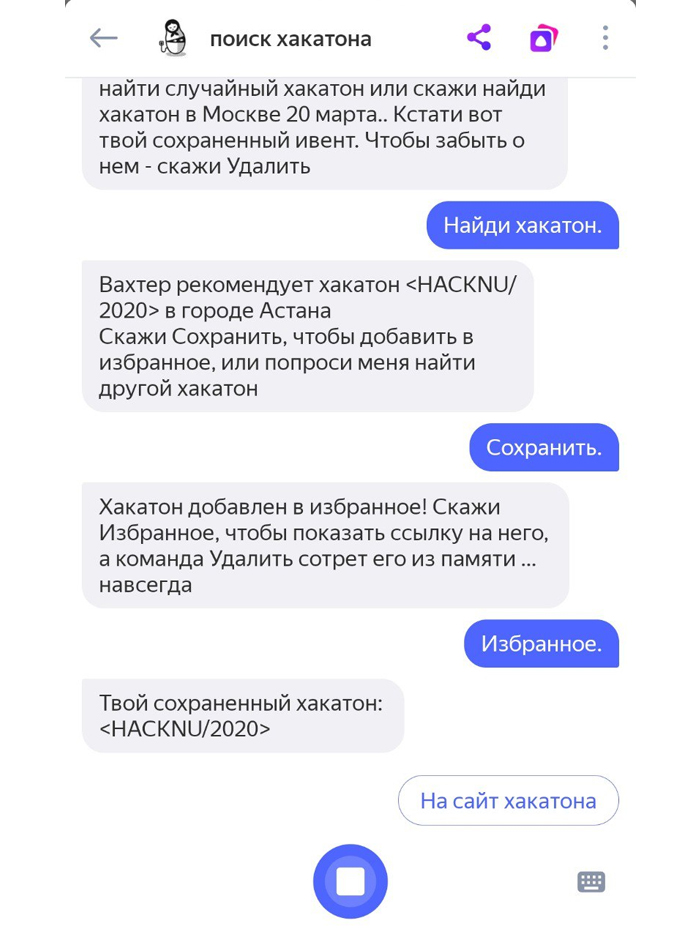 поиск хакатона
найти случайный хакатон или скажи найди
хакатон в Москве 20 марта.. Кстати вот
твой сохраненный ивент. Чтобы забыть о
нем - скажи Удалить
Найди хакатон.
Вахтер рекомендует хакатон <HACKNU/
2020> в городе Астана
Скажи Сохранить, чтобы добавить в
избранное, или попроси меня найти
другой хакатон
Сохранить.
Хакатон добавлен в избранное! Скажи
Избранное, чтобы показать ссылку на него,
а команда Удалить сотрет его из памяти ...
навсегда
Избранное.
Твой сохраненный хакатон:
<HACKNU/2020>
На сайт хакатона